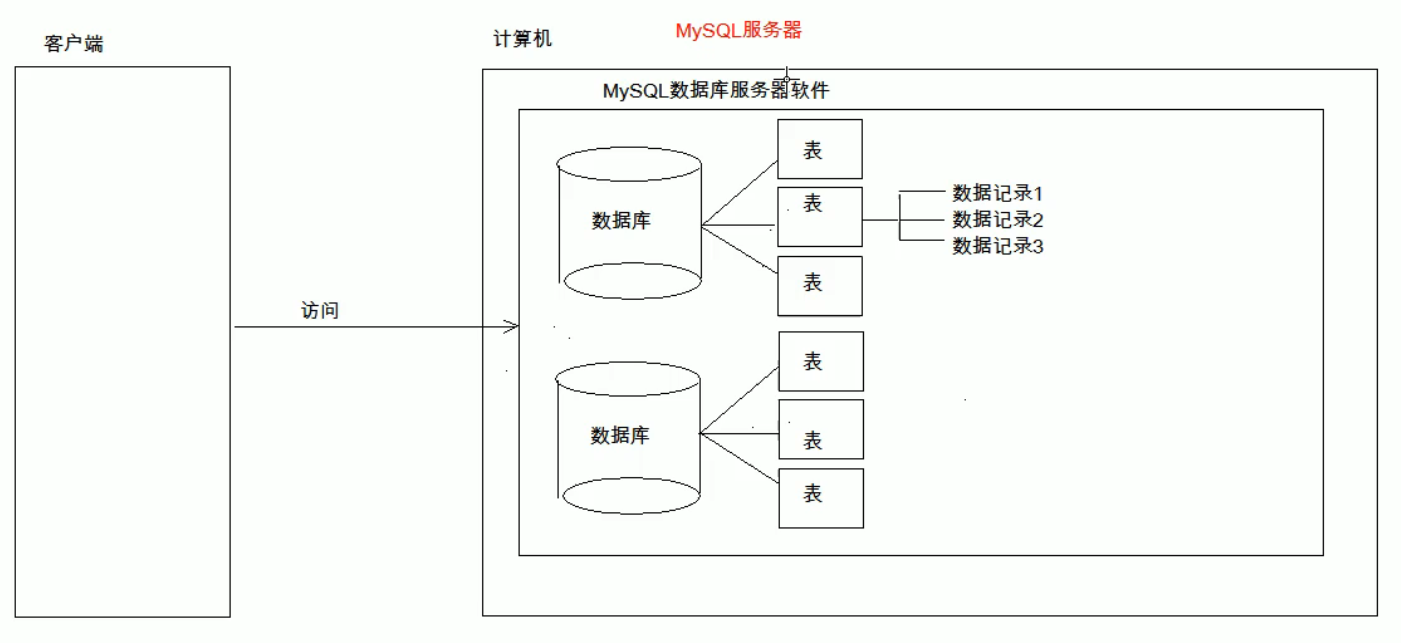 客户端
计算机
MySQL服务器
MySQL数据库服务器软件
表
数据库
表
数据记录1
数据记录2
数据记录3
表
访问
表
数据库
表
表